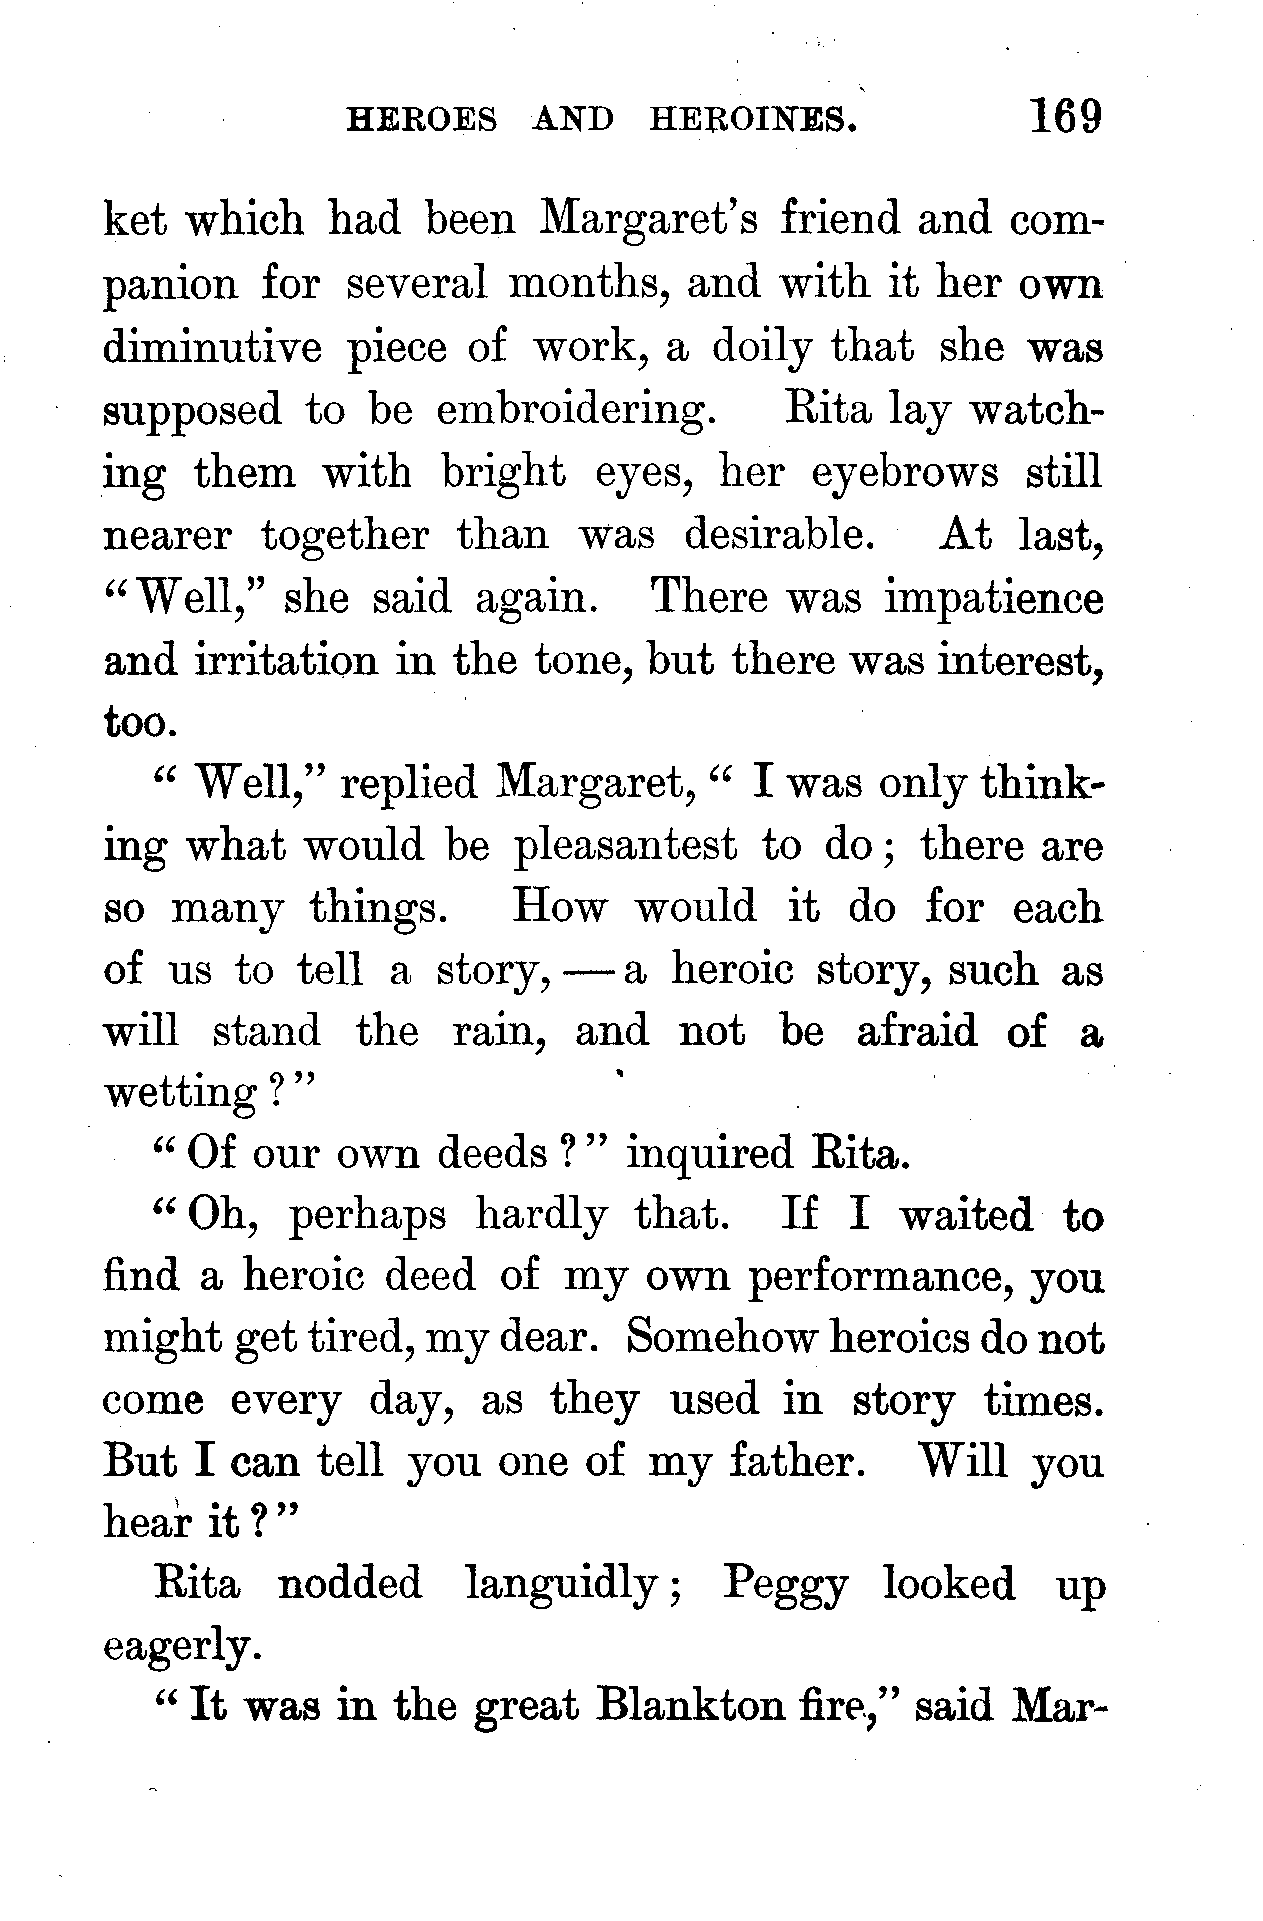 HEROES AND HEROINES. 169
ket which had been Margaret's friend and com-
panion for several months, and with it her own
diminutive piece of work, a doily that she was
supposed to be embroidering. Rita lay watch-
ing them with bright eyes, her eyebrows still
nearer together than was desirable. At last,
"Well," she said again. There was impatience
and irritation in the tone, but there was interest,
too.
" Well," replied Margaret, " I was only think-
ing what would be pleasantest to do ; there are
so many things. How would it do for each
of us to tell a story, — a heroic story, such as
will stand the rain, and not be afraid of a
wetting ? "
" Of our own deeds ? " inquired Rita.
" Oh, perhaps hardly that. If I waited to
find a heroic deed of my own performance, you
might get tired, my dear. Somehow heroics do not
come every day, as they used in story times.
But I can tell you one of my father. Will you
hear it ? "
Rita nodded languidly ; Peggy looked up
eagerly.
" It was in the great Blankton fire," said Mar-